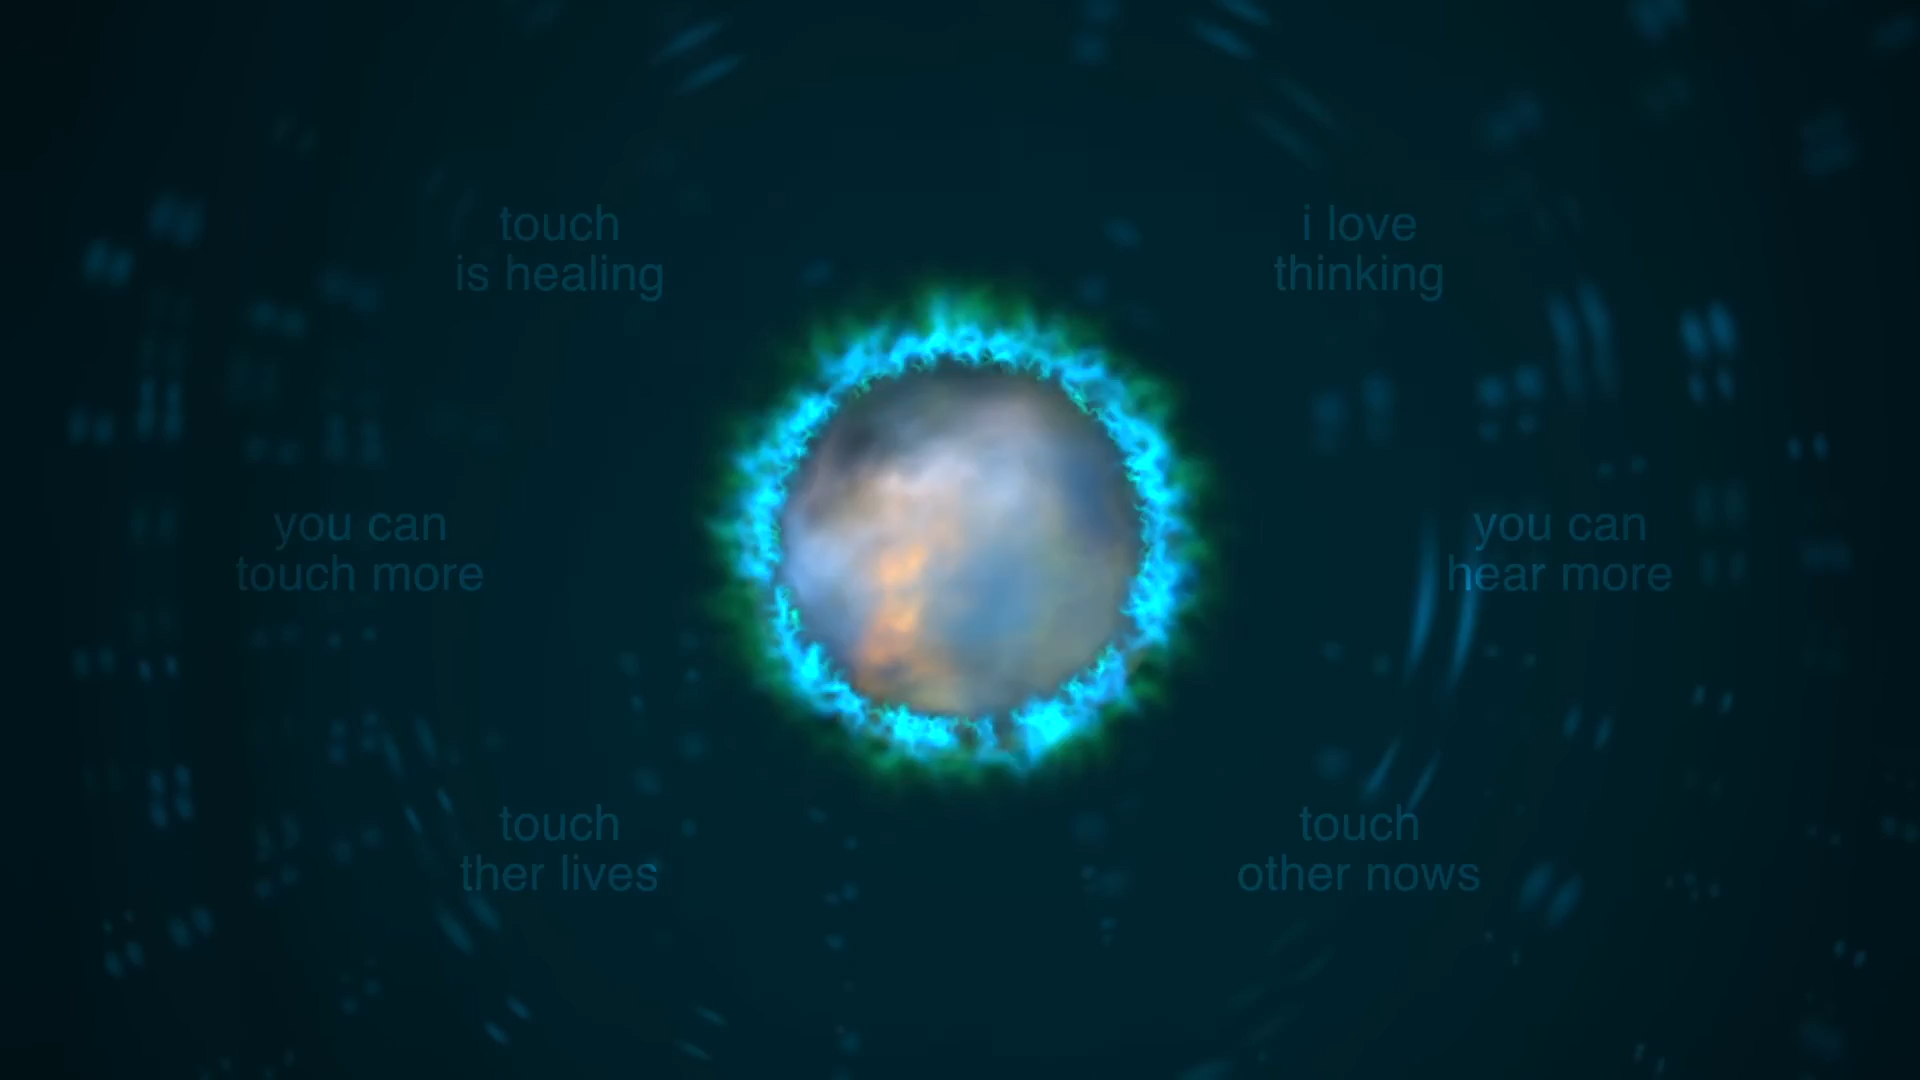 touch
is healing
i love
thinking
you can
touch more
you can
hear more
touch
ther lives
touch
other nows